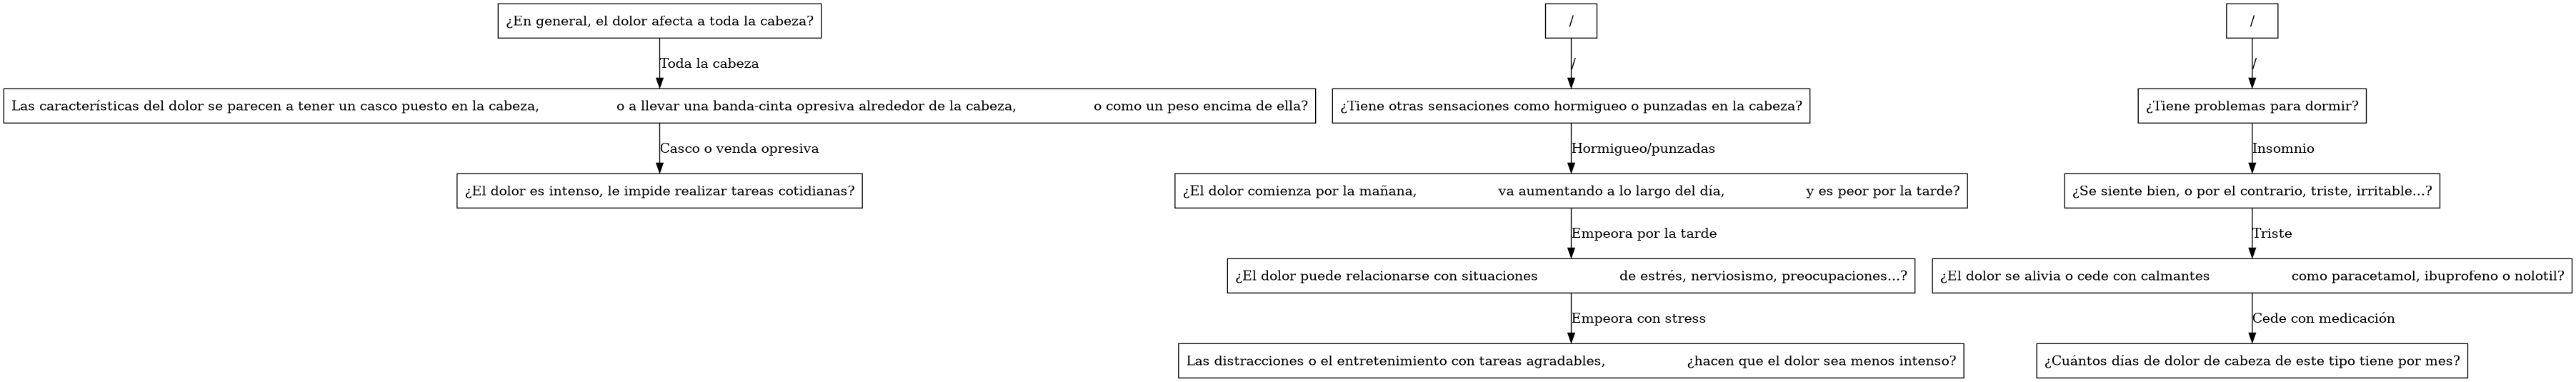 ¿En general, el dolor afecta a toda la cabeza?
Toda la cabeza
Las características del dolor se parecen a tener un casco puesto en la cabeza, o a llevar una banda-cinta opresiva alrededor de la cabeza, o como un peso encima de ella?
Casco o venda opresiva
¿El dolor es intenso, le impide realizar tareas cotidianas?
/
/
¿Tiene otras sensaciones como hormigueo o punzadas en la cabeza?
Hormigueo/punzadas
¿El dolor comienza por la mañana, va aumentando a lo largo del día, y es peor por la tarde?
Empeora por la tarde
¿El dolor puede relacionarse con situaciones de estrés, nerviosismo, preocupaciones...?
Empeora con stress
Las distracciones o el entretenimiento con tareas agradables, ¿hacen que el dolor sea menos intenso?
/
/
¿Tiene problemas para dormir?
Insomnio
¿Se siente bien, o por el contrario, triste, irritable...?
Triste
¿El dolor se alivia o cede con calmantes como paracetamol, ibuprofeno o nolotil?
Cede con medicación
¿Cuántos días de dolor de cabeza de este tipo tiene por mes?